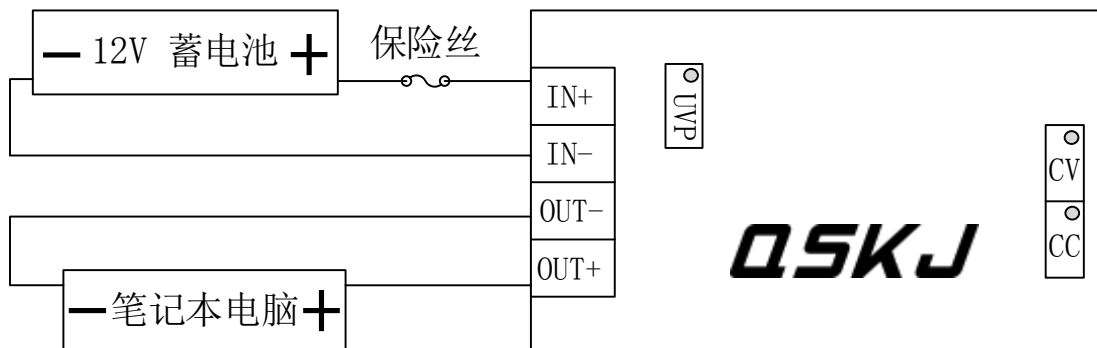 − 12V 蓄电池 +
保险丝
IN+
IN-
OUT-
OUT+
−笔记本电脑+
UVP
CV
CC
QSKJ